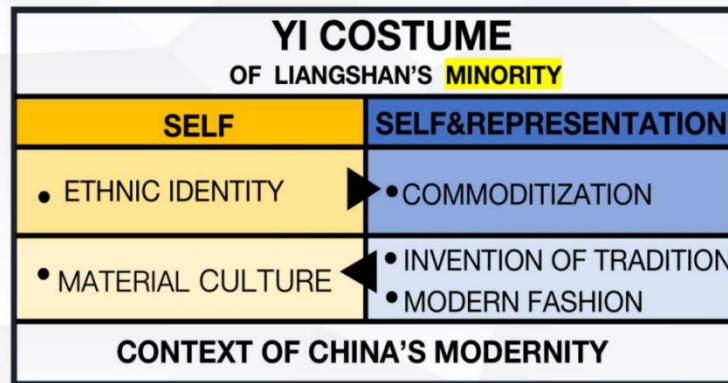 YI COSTUME
OF LIANGSHAN'S MINORITY
SELF
SELF&REPRESENTATION
• ETHNIC IDENTITY
• COMMODITIZATION
• MATERIAL CULTURE
• INVENTION OF TRADITION
• MODERN FASHION
CONTEXT OF CHINA'S MODERNITY